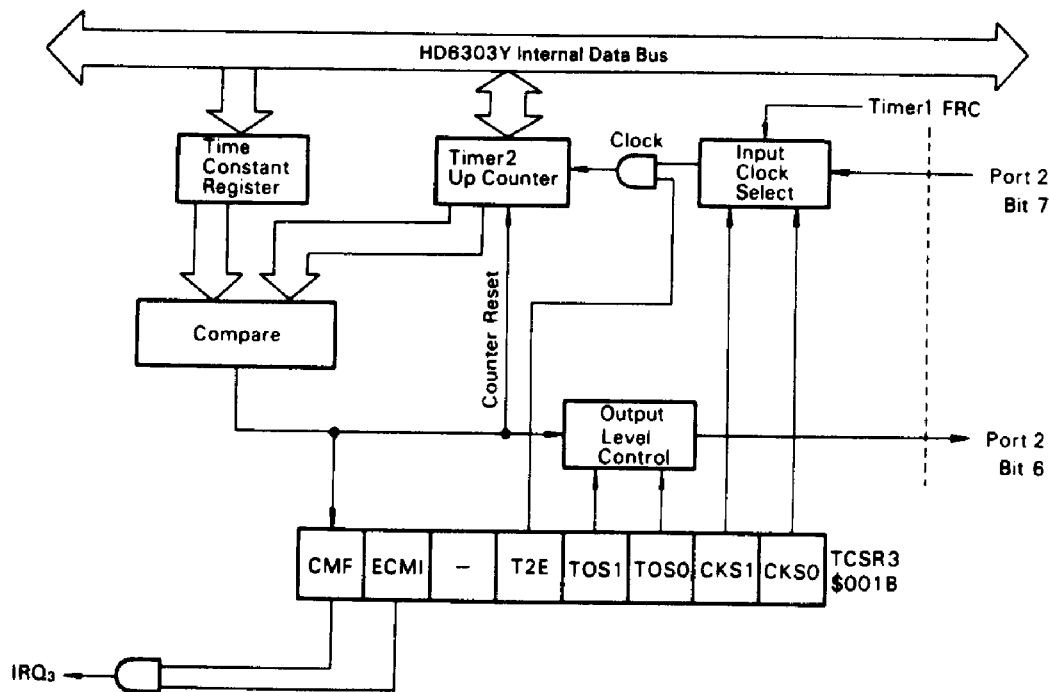 HD6303Y Internal Data Bus
Timer1 FRC
Time
Constant
Register
Timer2
Up Counter
Clock
Input
Clock
Select
Port 2
Bit 7
Compare
Counter Reset
Output
Level
Control
Port 2
Bit 6
CMF
ECMI
—
T2E
TOS1
TOS0
CKS1
CKS0
TCSR3
$001B
IRQ₃